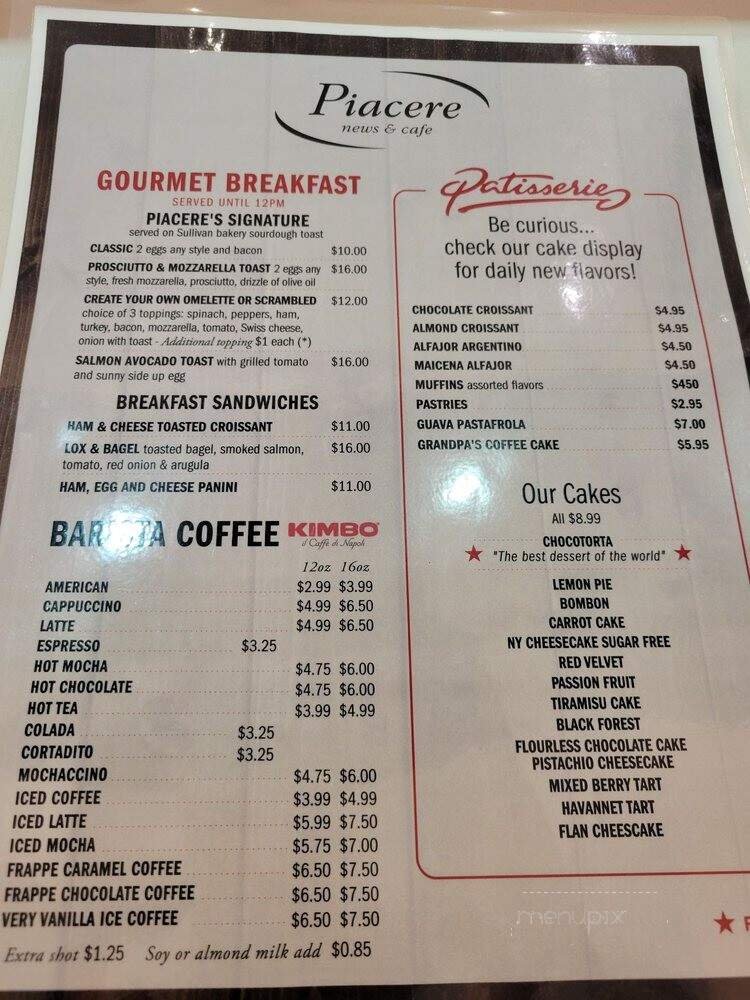 Piacere
news & cafe
GOURMET BREAKFAST
SERVED UNTIL 12PM
PIACERE'S SIGNATURE
served on Sullivan bakery sourdough toast
CLASSIC 2 eggs any style and bacon $10.00
PROSCIUTTO & MOZZARELLA TOAST 2 eggs any $16.00
style, fresh mozzarella, prosciutto, drizzle of olive oil
CREATE YOUR OWN OMELETTE OR SCRAMBLED $12.00
choice of 3 toppings: spinach, peppers, ham,
turkey, bacon, mozzarella, tomato, Swiss cheese,
onion with toast - Additional topping $1 each (*)
SALMON AVOCADO TOAST with grilled tomato $16.00
and sunny side up egg
BREAKFAST SANDWICHES
HAM & CHEESE TOASTED CROISSANT $11.00
LOX & BAGEL toasted bagel, smoked salmon, $16.00
tomato, red onion & arugula
HAM, EGG AND CHEESE PANINI $11.00
BARISTA COFFEE KIMBO
il Caffè di Napoli
12oz 16oz
AMERICAN $2.99 $3.99
CAPPUCCINO $4.99 $6.50
LATTE $4.99 $6.50
ESPRESSO $3.25
HOT MOCHA $4.75 $6.00
HOT CHOCOLATE $4.75 $6.00
HOT TEA $3.99 $4.99
COLADA $3.25
CORTADITO $3.25
MOCHACCINO $4.75 $6.00
ICED COFFEE $3.99 $4.99
ICED LATTE $5.99 $7.50
ICED MOCHA $5.75 $7.00
FRAPPE CARAMEL COFFEE $6.50 $7.50
FRAPPE CHOCOLATE COFFEE $6.50 $7.50
VERY VANILLA ICE COFFEE $6.50 $7.50
Extra shot $1.25 Soy or almond milk add $0.85
Patisserie
Be curious...
check our cake display
for daily new flavors!
CHOCOLATE CROISSANT $4.95
ALMOND CROISSANT $4.95
ALFAJOR ARGENTINO $4.50
MAICENA ALFAJOR $4.50
MUFFINS assorted flavors $450
PASTRIES $2.95
GUAVA PASTAFROLA $7.00
GRANDPA'S COFFEE CAKE $5.95
Our Cakes
All $8.99
CHOCOTORTA
"The best dessert of the world"
LEMON PIE
BOMBON
CARROT CAKE
NY CHEESECAKE SUGAR FREE
RED VELVET
PASSION FRUIT
TIRAMISU CAKE
BLACK FOREST
FLOURLESS CHOCOLATE CAKE
PISTACHIO CHEESECAKE
MIXED BERRY TART
HAVANNET TART
FLAN CHEESCAKE
menupix